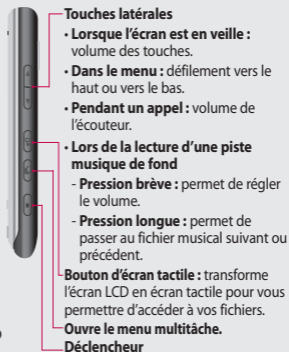 Touches latérales
• Lorsque l'écran est en veille :
volume des touches.
• Dans le menu : défilement vers le
haut ou vers le bas.
• Pendant un appel : volume de
l'écouteur.
• Lors de la lecture d'une piste
musique de fond
- Pression brève : permet de régler
le volume.
- Pression longue : permet de
passer au fichier musical suivant ou
précédent.
Bouton d'écran tactile : transforme
l'écran LCD en écran tactile pour vous
permettre d'accéder à vos fichiers.
Ouvre le menu multitâche.
Déclencheur